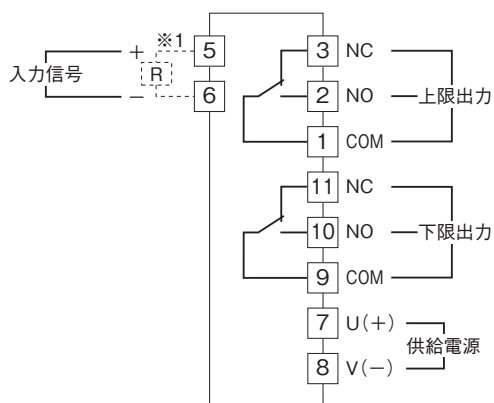 入力信号
+ ※1 5
R
− 6
3 NC
2 NO 上限出力
1 COM
11 NC
10 NO 下限出力
9 COM
7 U(+)
供給電源
8 V(−)